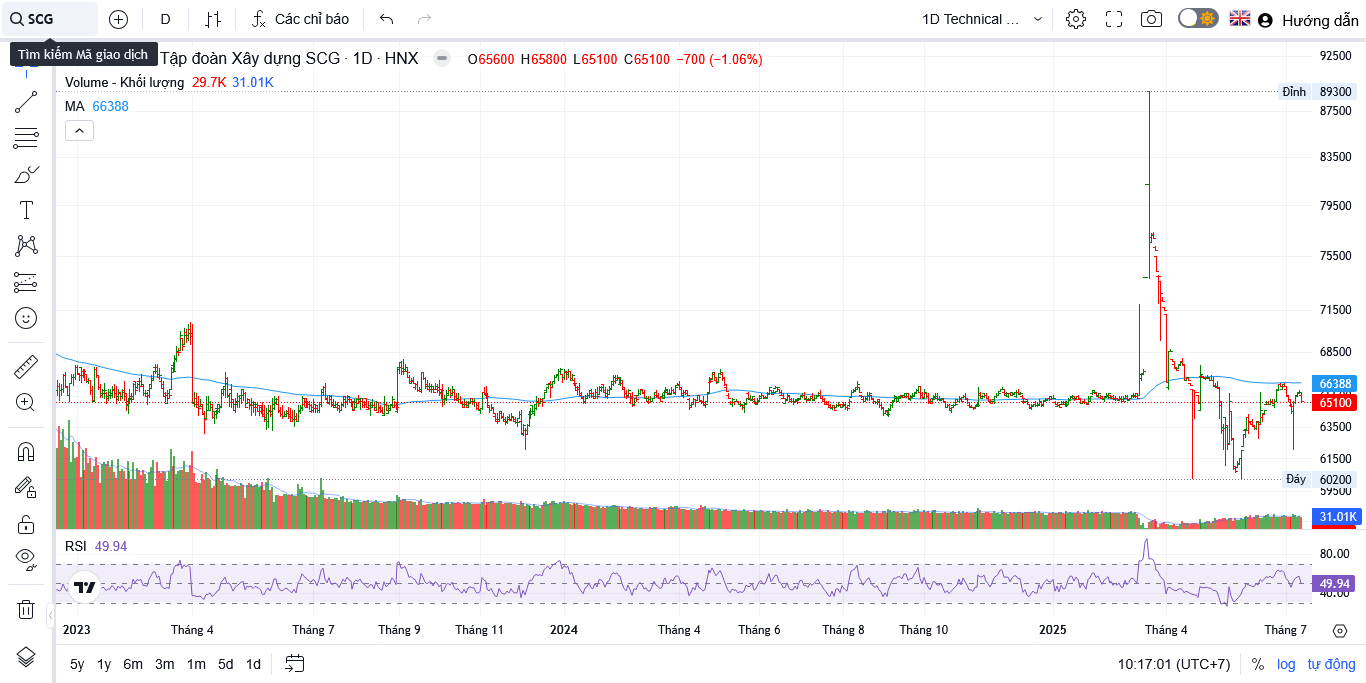 SCG
D
Các chỉ báo
1D Technical ...
Hướng dẫn
Tìm kiếm Mã giao dịch
Tập đoàn Xây dựng SCG · 1D · HNX
O65600 H65800 L65100 C65100 −700 (−1.06%)
Volume - Khối lượng 29.7K 31.01K
MA 66388
92500
Đỉnh 89300
87500
83500
79500
75500
71500
68500
66388
65100
63500
61500
Đáy 60200
59500
31.01K
RSI 49.94
80.00
49.94
40.00
2023 Tháng 4 Tháng 7 Tháng 9 Tháng 11 2024 Tháng 4 Tháng 6 Tháng 8 Tháng 10 2025 Tháng 4 Tháng 7
5y 1y 6m 3m 1m 5d 1d
10:17:01 (UTC+7) % log tự động